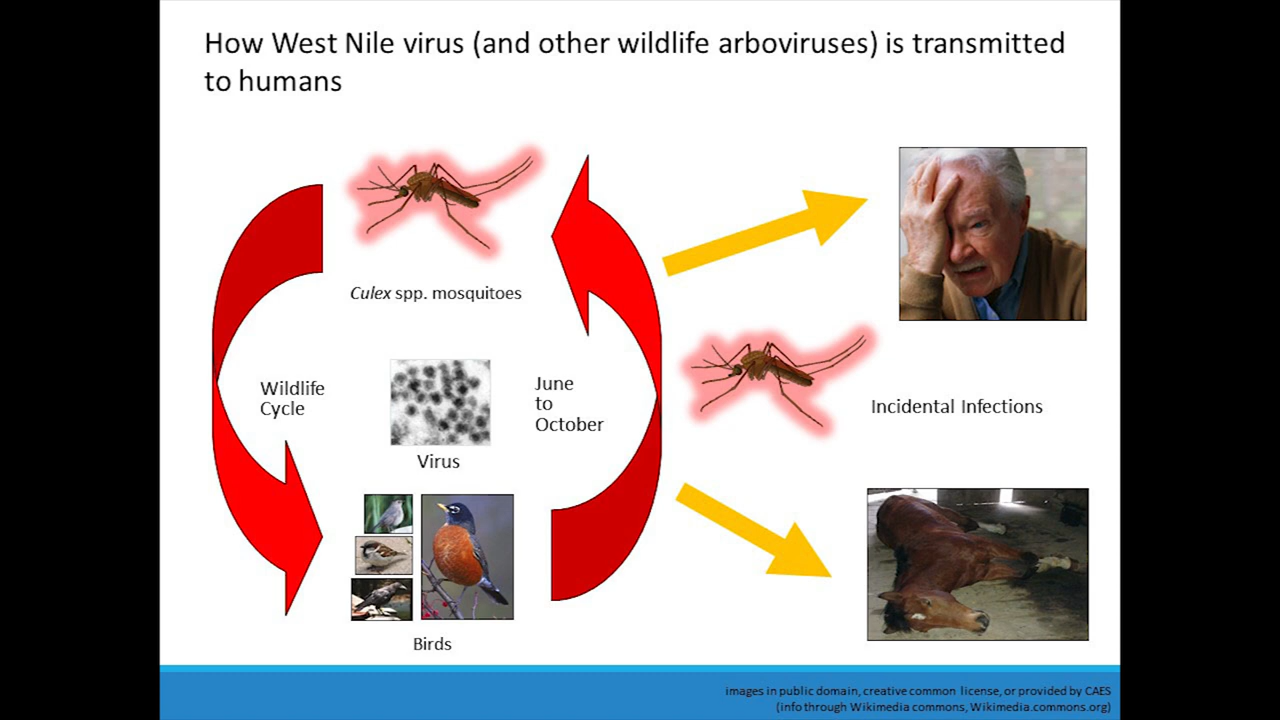 How West Nile virus (and other wildlife arboviruses) is transmitted
to humans
Culex spp. mosquitoes
Wildlife
Cycle
June
to
October
Virus
Birds
Incidental Infections
images in public domain, creative common license, or provided by CAES
(info through Wikimedia commons, Wikimedia.commons.org)